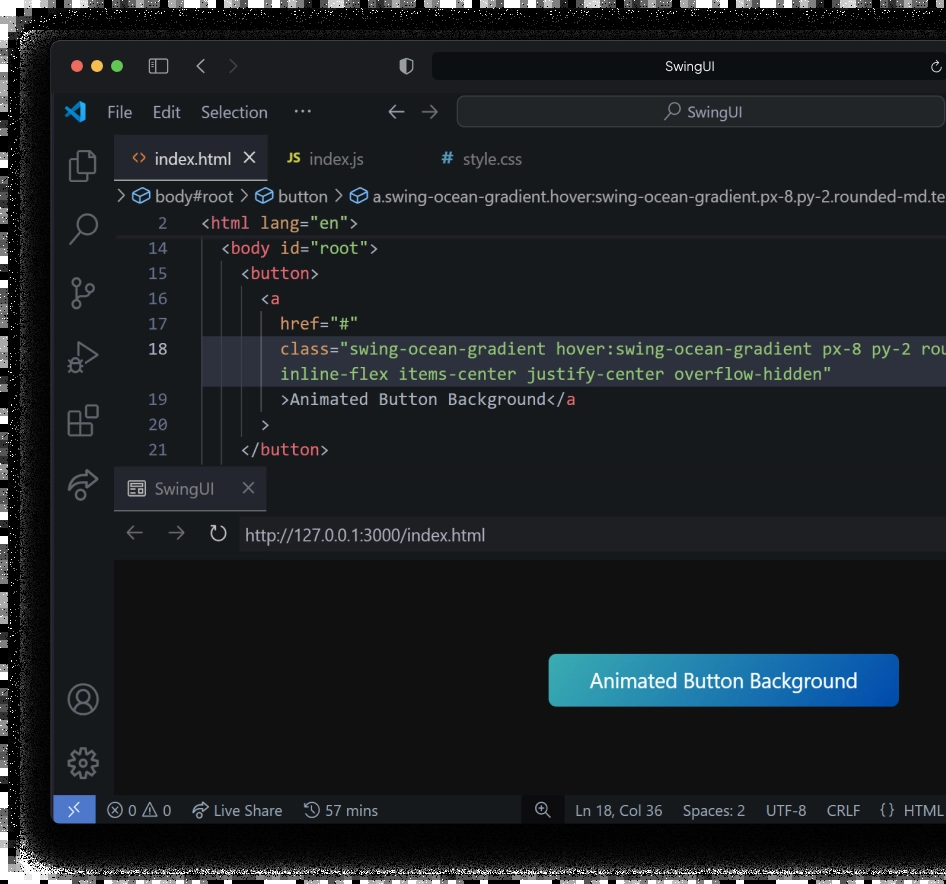 SwingUI
File Edit Selection ··· SwingUI
index.html JS index.js # style.css
body#root button a.swing-ocean-gradient.hover:swing-ocean-gradient.px-8.py-2.rounded-md.te
2 <html lang="en">
14 <body id="root">
15 <button>
16 <a
17 href="#"
18 class="swing-ocean-gradient hover:swing-ocean-gradient px-8 py-2 rou
inline-flex items-center justify-center overflow-hidden"
19 >Animated Button Background</a
20 >
21 </button>
SwingUI
http://127.0.0.1:3000/index.html
Animated Button Background
0 0 Live Share 57 mins Ln 18, Col 36 Spaces: 2 UTF-8 CRLF {} HTML